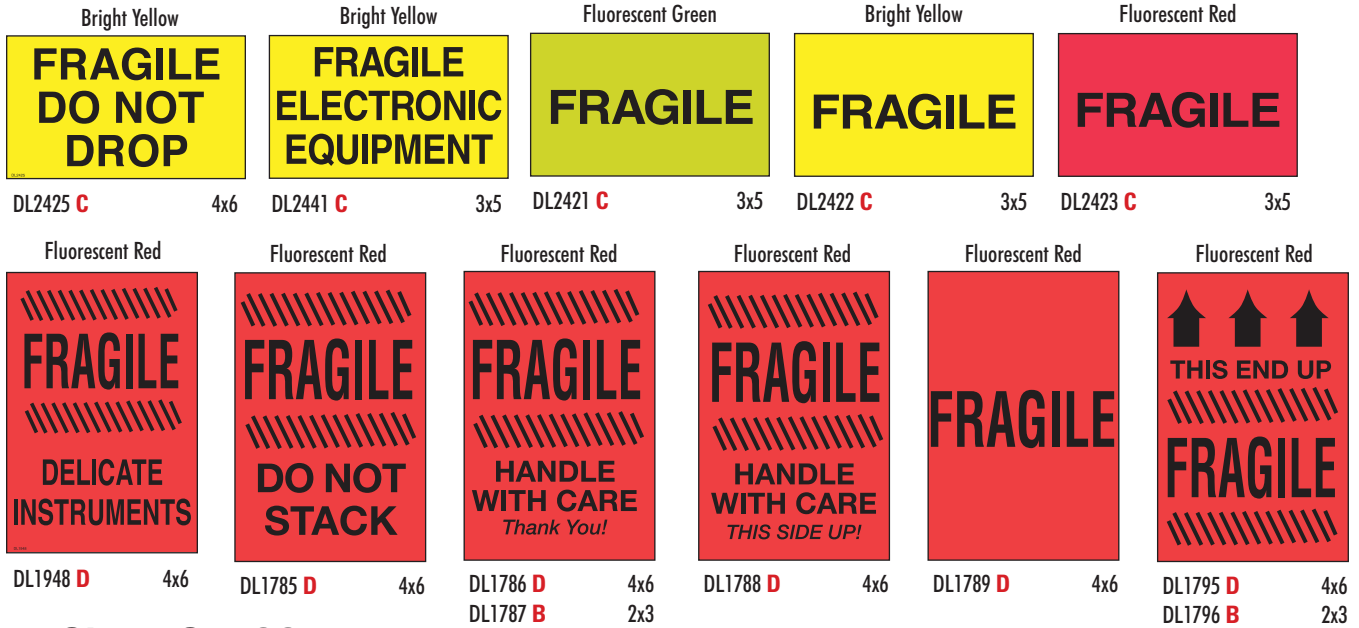 Bright Yellow
FRAGILE
DO NOT
DROP
DL2425
DL2425 C 4x6
Bright Yellow
FRAGILE
ELECTRONIC
EQUIPMENT
DL2441 C 3x5
Fluorescent Green
FRAGILE
DL2421 C 3x5
Bright Yellow
FRAGILE
DL2422 C 3x5
Fluorescent Red
FRAGILE
DL2423 C 3x5
Fluorescent Red
FRAGILE
DELICATE
INSTRUMENTS
DL1948 D 4x6
Fluorescent Red
FRAGILE
DO NOT
STACK
DL1785 D 4x6
Fluorescent Red
FRAGILE
HANDLE
WITH CARE
Thank You!
DL1786 D 4x6
DL1787 B 2x3
Fluorescent Red
FRAGILE
HANDLE
WITH CARE
THIS SIDE UP!
DL1788 D 4x6
Fluorescent Red
FRAGILE
DL1789 D 4x6
Fluorescent Red
THIS END UP
FRAGILE
DL1795 D 4x6
DL1796 B 2x3